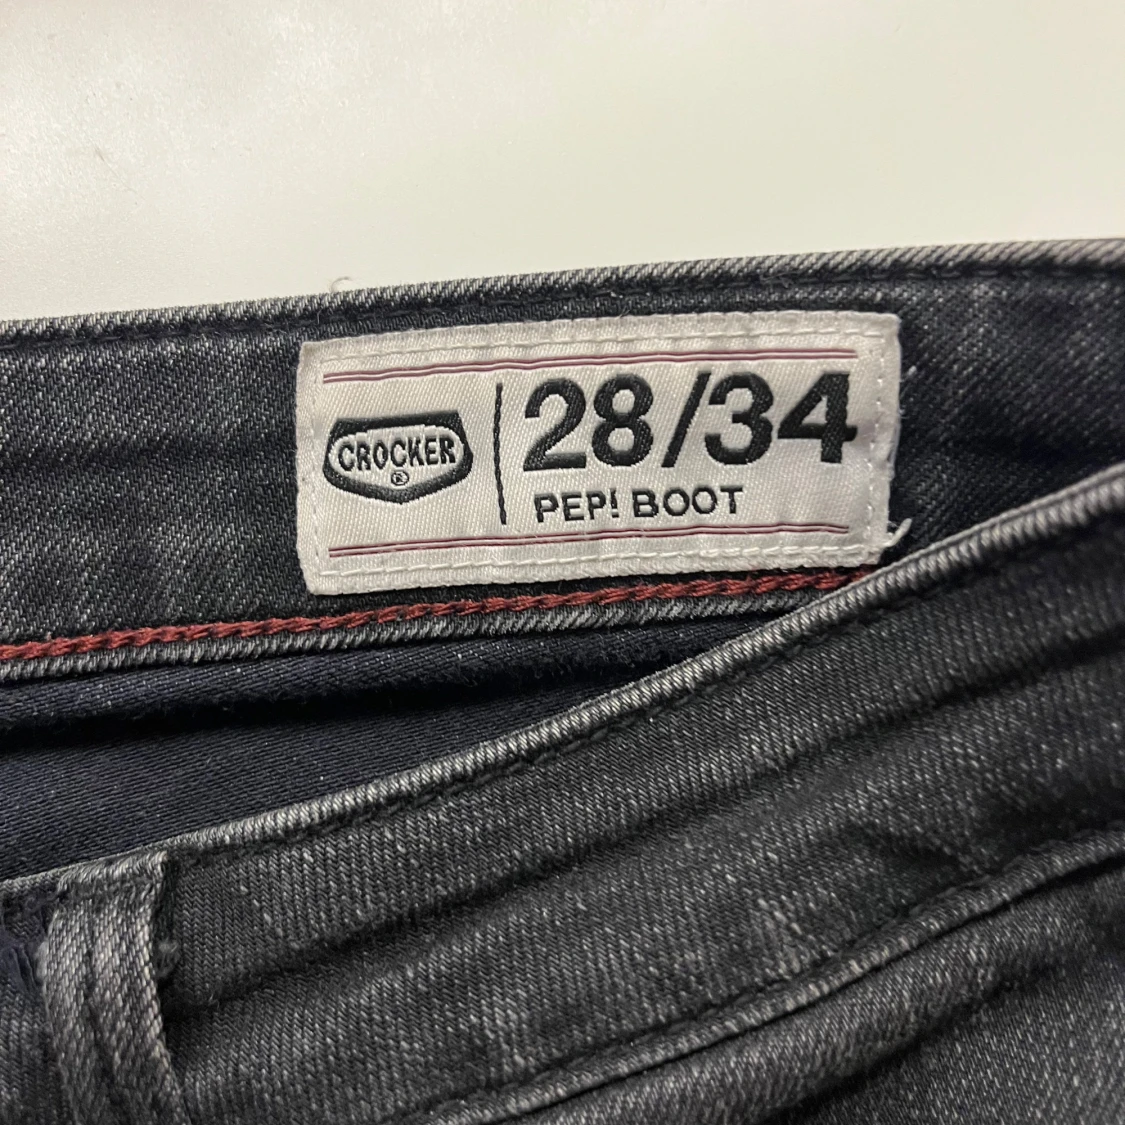 CROCKER
®
28/34
PEP! BOOT